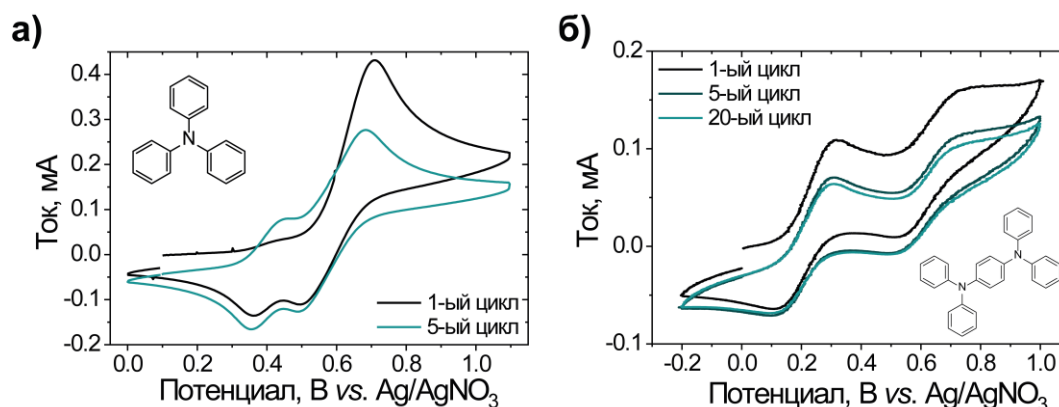 а)
Ток, мА
0.4
0.3
0.2
0.1
0.0
-0.1
-0.2
N
1-ый цикл
5-ый цикл
0.0 0.2 0.4 0.6 0.8 1.0
Потенциал, В vs. Ag/AgNO3
б)
Ток, мА
0.2
0.1
0.0
-0.1
1-ый цикл
5-ый цикл
20-ый цикл
N
N
-0.2 0.0 0.2 0.4 0.6 0.8 1.0
Потенциал, В vs. Ag/AgNO3